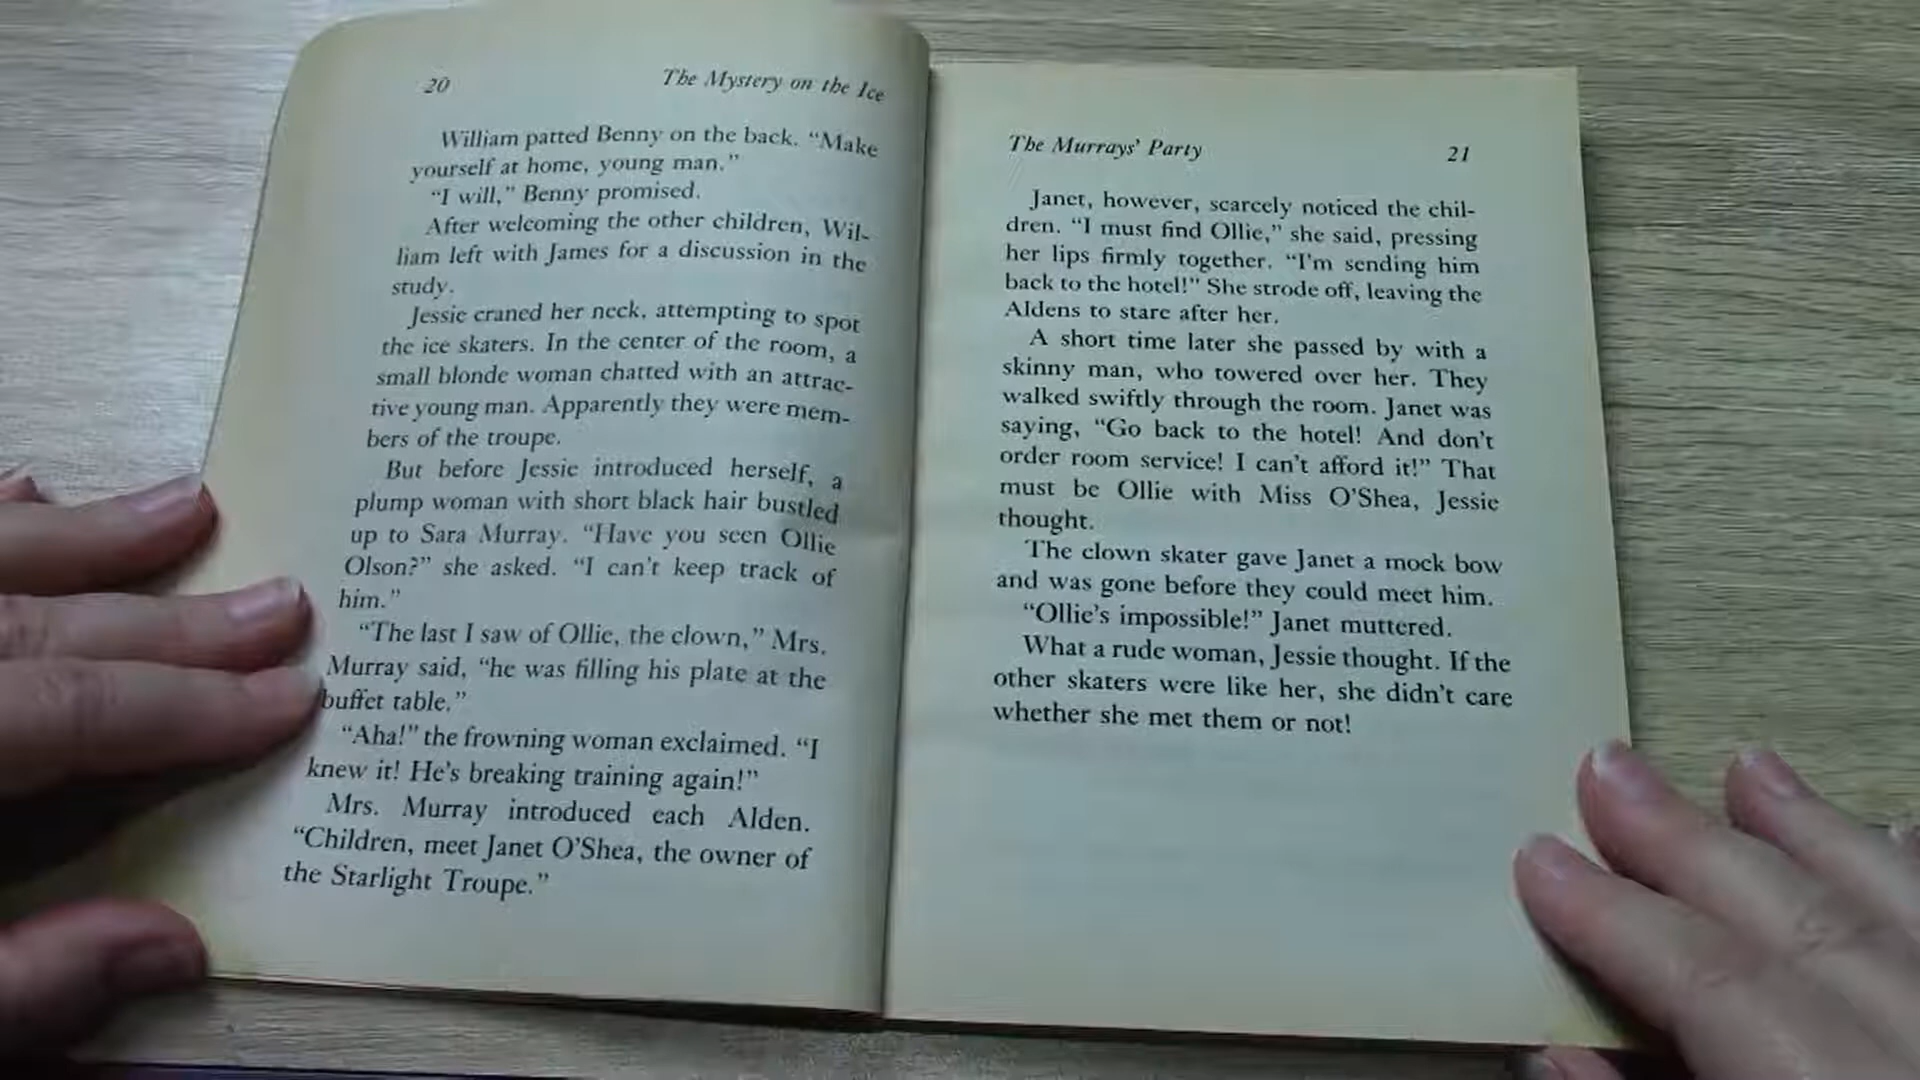 20
The Mystery on the Ice
William patted Benny on the back. “Make
yourself at home, young man.”
“I will,” Benny promised.
After welcoming the other children, Wil-
liam left with James for a discussion in the
study.
Jessie craned her neck, attempting to spot
the ice skaters. In the center of the room, a
small blonde woman chatted with an attrac-
tive young man. Apparently they were mem-
bers of the troupe.
But before Jessie introduced herself, a
plump woman with short black hair bustled
up to Sara Murray. “Have you seen Ollie
Olson?” she asked. “I can't keep track of
him.”
“The last I saw of Ollie, the clown,” Mrs.
Murray said, “he was filling his plate at the
buffet table.”
“Aha!” the frowning woman exclaimed. “I
knew it! He's breaking training again!”
Mrs. Murray introduced each Alden.
“Children, meet Janet O'Shea, the owner of
the Starlight Troupe.”
The Murrays' Party
21
Janet, however, scarcely noticed the chil-
dren. “I must find Ollie,” she said, pressing
her lips firmly together. “I'm sending him
back to the hotel!” She strode off, leaving the
Aldens to stare after her.
A short time later she passed by with a
skinny man, who towered over her. They
walked swiftly through the room. Janet was
saying, “Go back to the hotel! And don't
order room service! I can't afford it!” That
must be Ollie with Miss O'Shea, Jessie
thought.
The clown skater gave Janet a mock bow
and was gone before they could meet him.
“Ollie's impossible!” Janet muttered.
What a rude woman, Jessie thought. If the
other skaters were like her, she didn't care
whether she met them or not!